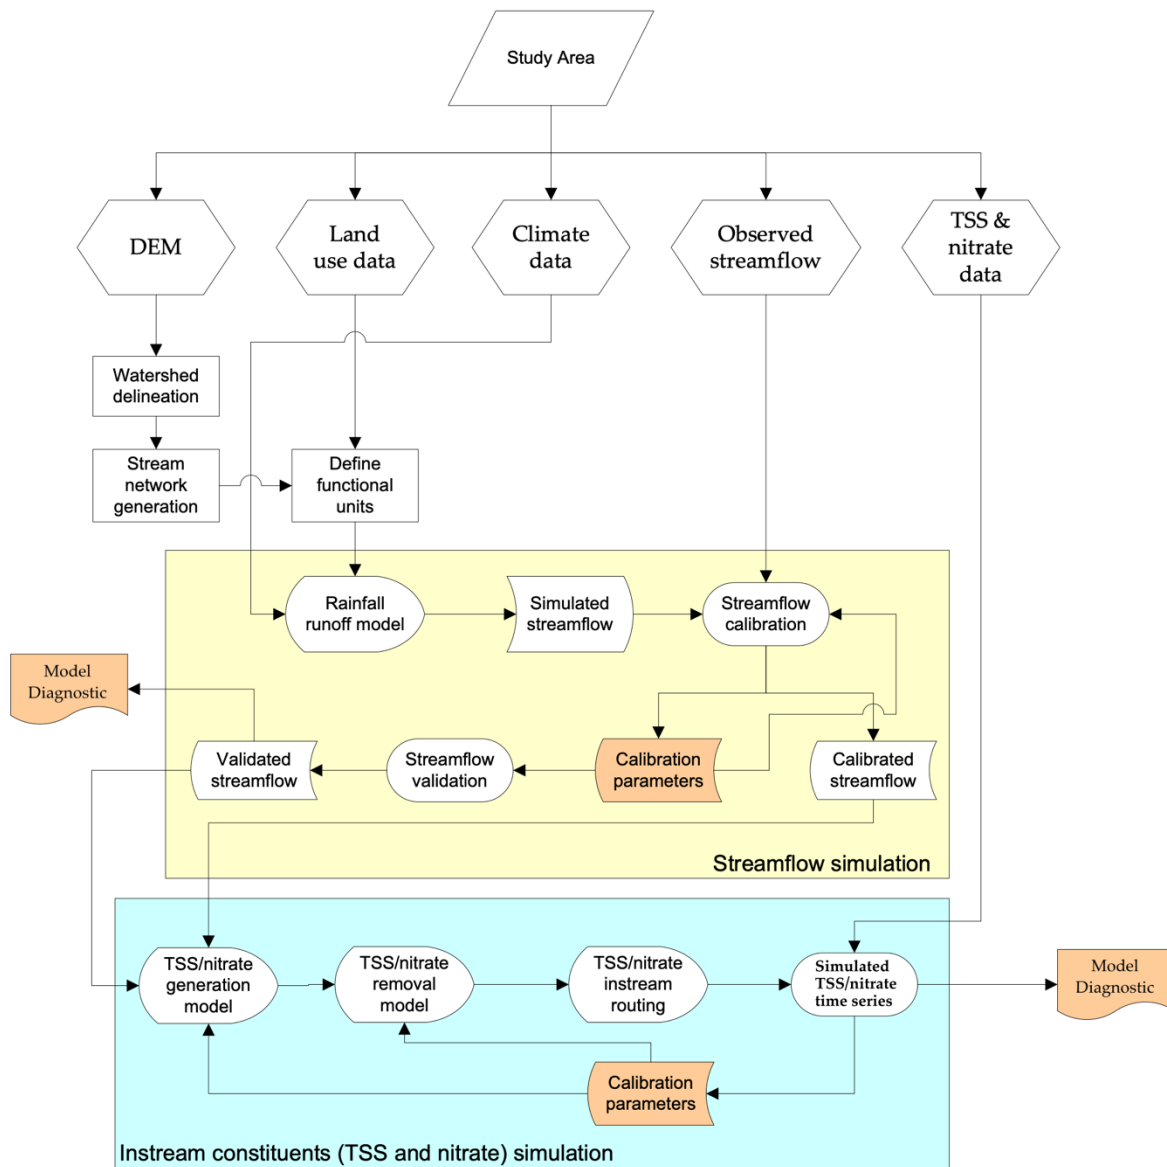 Study Area
DEM
Land
use data
Climate
data
Observed
streamflow
TSS &
nitrate
data
Watershed
delineation
Stream
network
generation
Define
functional
units
Rainfall
runoff model
Simulated
streamflow
Streamflow
calibration
Model
Diagnostic
Validated
streamflow
Streamflow
validation
Calibration
parameters
Calibrated
streamflow
Streamflow simulation
TSS/nitrate
generation
model
TSS/nitrate
removal
model
TSS/nitrate
instream
routing
Simulated
TSS/nitrate
time series
Model
Diagnostic
Calibration
parameters
Instream constituents (TSS and nitrate) simulation